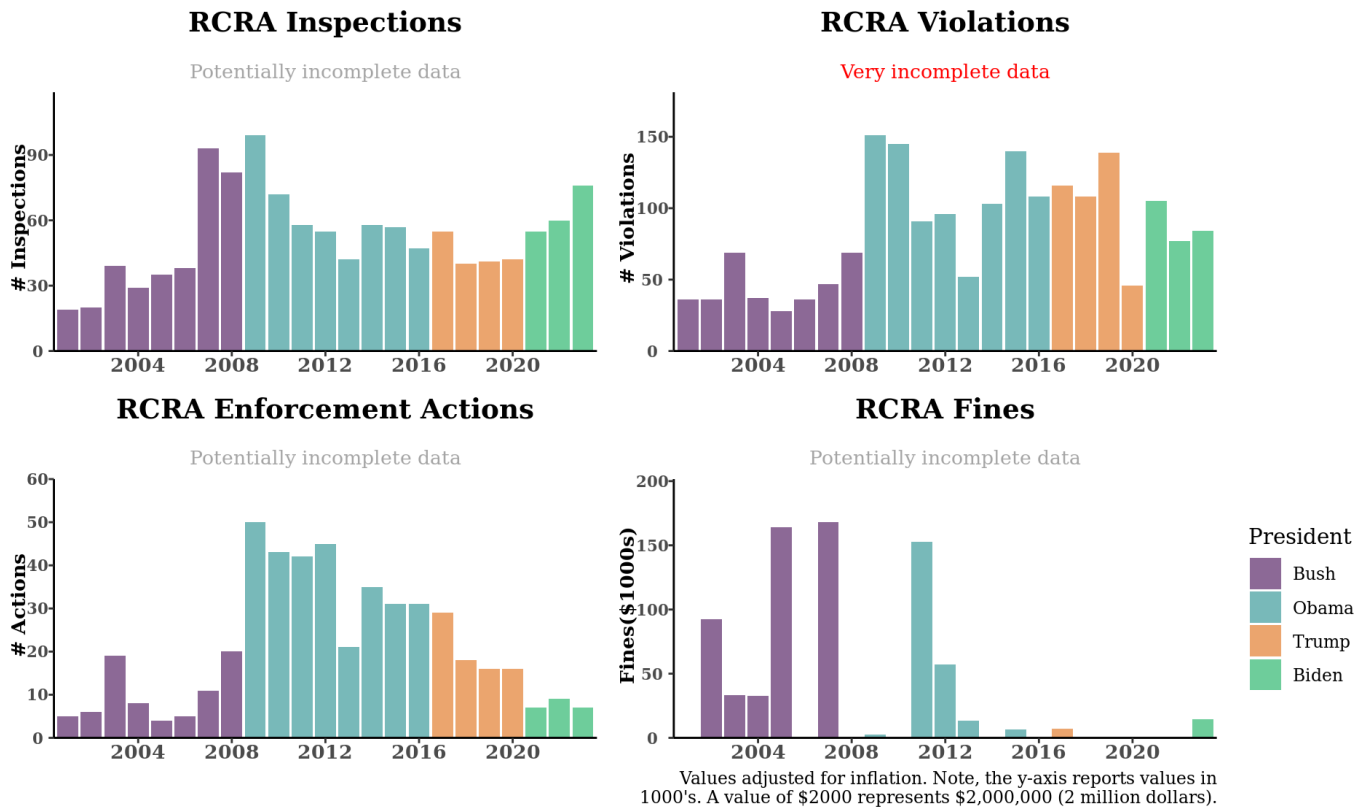 RCRA Inspections
Potentially incomplete data
# Inspections
90
60
30
0
2004 2008 2012 2016 2020
RCRA Violations
Very incomplete data
# Violations
150
100
50
0
2004 2008 2012 2016 2020
RCRA Enforcement Actions
Potentially incomplete data
# Actions
60
50
40
30
20
10
0
2004 2008 2012 2016 2020
RCRA Fines
Potentially incomplete data
Fines($1000s)
200
150
100
50
0
2004 2008 2012 2016 2020
President
Bush
Obama
Trump
Biden
Values adjusted for inflation. Note, the y-axis reports values in
1000's. A value of $2000 represents $2,000,000 (2 million dollars).